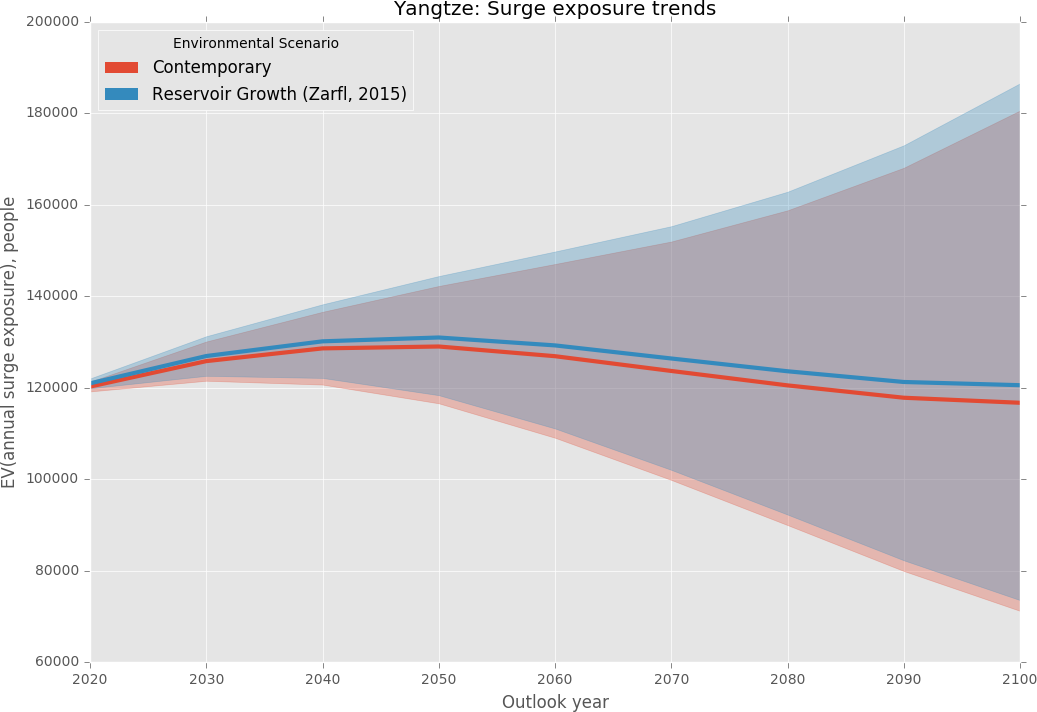 Yangtze: Surge exposure trends
Environmental Scenario
Contemporary
Reservoir Growth (Zarfl, 2015)
EV(annual surge exposure), people
200000
180000
160000
140000
120000
100000
80000
60000
2020 2030 2040 2050 2060 2070 2080 2090 2100
Outlook year